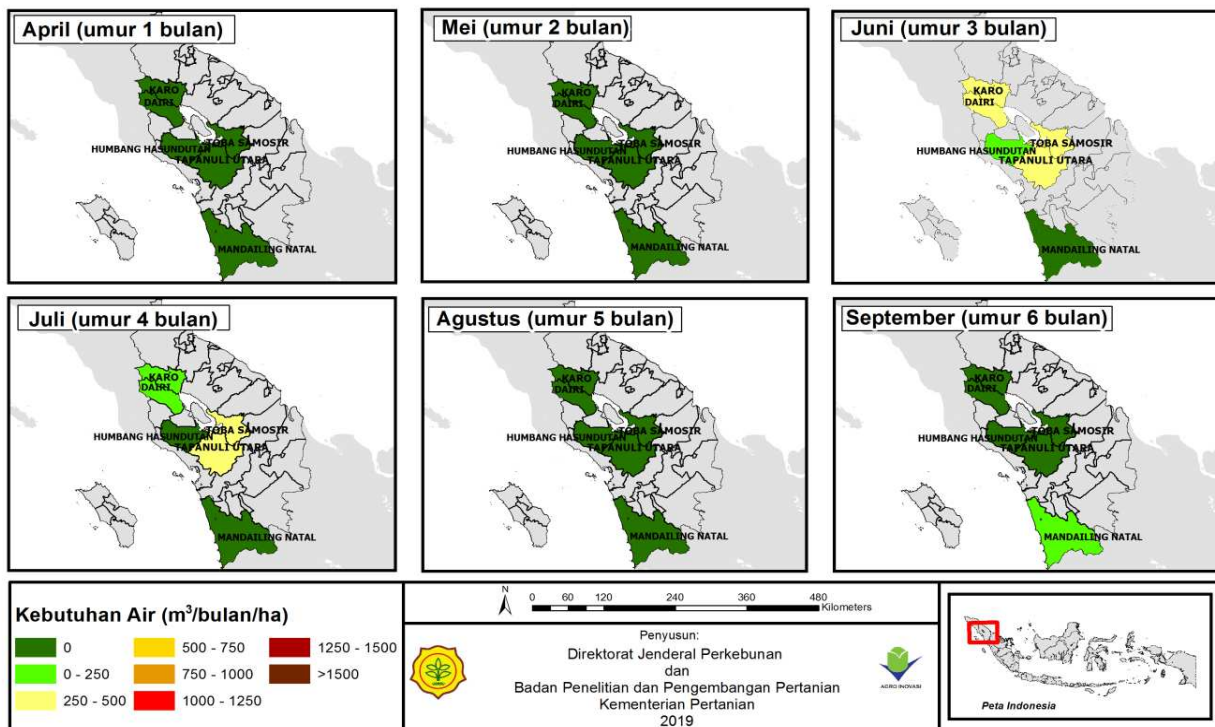 April (umur 1 bulan)
KARO
DAIRI
TOBA SAMOSIR
HUMBANG HASUNDUTAN
TAPANULI UTARA
MANDAILING NATAL
Mei (umur 2 bulan)
KARO
DAIRI
TOBA SAMOSIR
HUMBANG HASUNDUTAN
TAPANULI UTARA
MANDAILING NATAL
Juni (umur 3 bulan)
KARO
DAIRI
TOBA SAMOSIR
HUMBANG HASUNDUTAN
TAPANULI UTARA
MANDAILING NATAL
Juli (umur 4 bulan)
KARO
DAIRI
TOBA SAMOSIR
HUMBANG HASUNDUTAN
TAPANULI UTARA
MANDAILING NATAL
Agustus (umur 5 bulan)
KARO
DAIRI
TOBA SAMOSIR
HUMBANG HASUNDUTAN
TAPANULI UTARA
MANDAILING NATAL
September (umur 6 bulan)
KARO
DAIRI
TOBA SAMOSIR
HUMBANG HASUNDUTAN
TAPANULI UTARA
MANDAILING NATAL
Kebutuhan Air (m³/bulan/ha)
0
0 - 250
250 - 500
500 - 750
750 - 1000
1000 - 1250
1250 - 1500
>1500
N
0 60 120 240 360 480
Kilometers
Penyusun:
Direktorat Jenderal Perkebunan
dan
Badan Penelitian dan Pengembangan Pertanian
Kementerian Pertanian
2019
AGRO INOVASI
Peta Indonesia